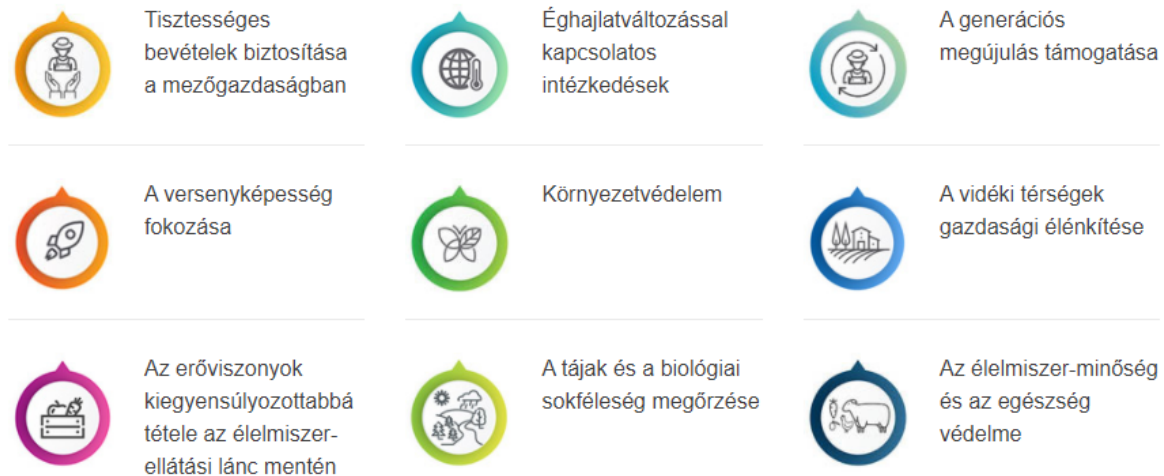 Tisztességes
bevételek biztosítása
a mezőgazdaságban
Éghajlatváltozással
kapcsolatos
intézkedések
A generációs
megújulás támogatása
A versenyképesség
fokozása
Környezetvédelem
A vidéki térségek
gazdasági élénkítése
Az erőviszonyok
kiegyensúlyozottabbá
tétele az élelmiszer-
ellátási lánc mentén
A tájak és a biológiai
sokféleség megőrzése
Az élelmiszer-minőség
és az egészség
védelme